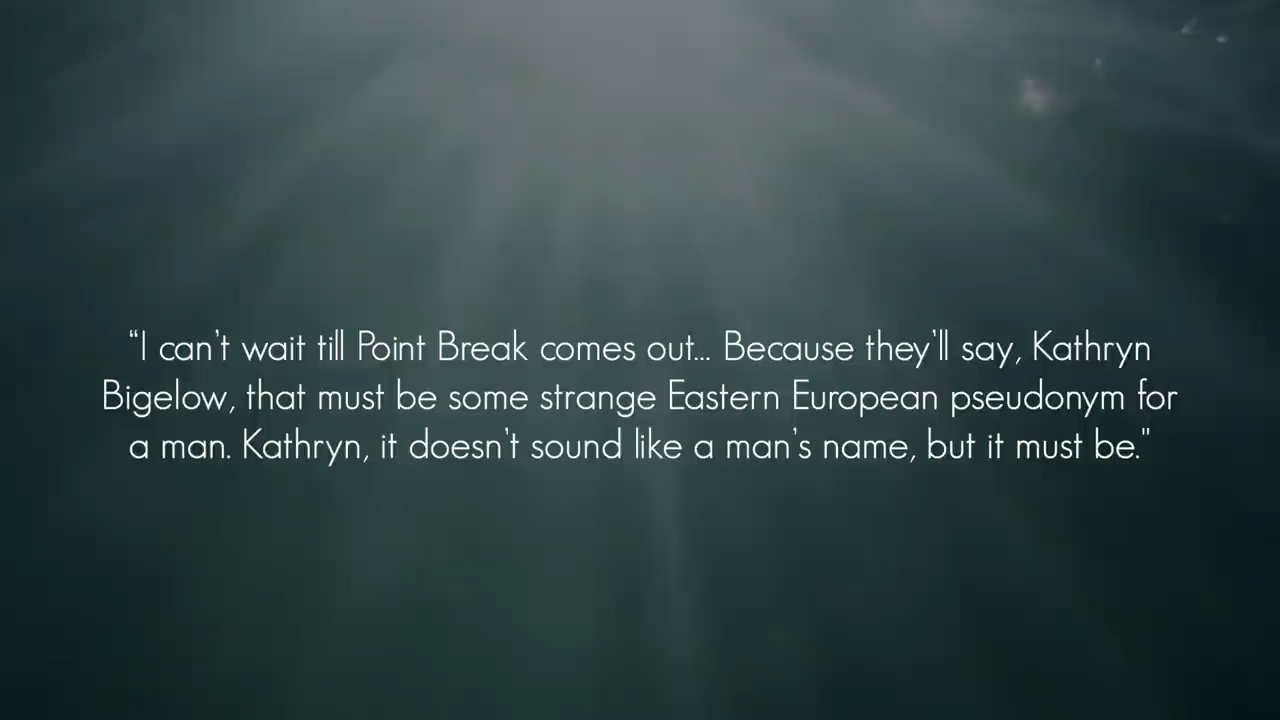 “I can’t wait till Point Break comes out... Because they’ll say, Kathryn
Bigelow, that must be some strange Eastern European pseudonym for
a man. Kathryn, it doesn’t sound like a man’s name, but it must be."